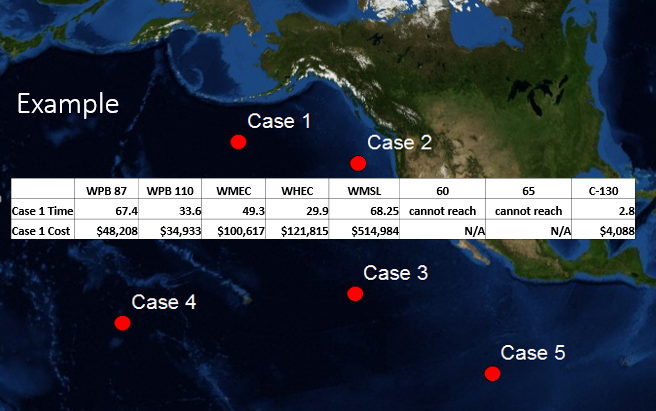 Example
Case 1
Case 2
WPB 87 WPB 110 WMEC WHEC WMSL 60 65 C-130
Case 1 Time 67.4 33.6 49.3 29.9 68.25 cannot reach cannot reach 2.8
Case 1 Cost $48,208 $34,933 $100,617 $121,815 $514,984 N/A N/A $4,088
Case 3
Case 4
Case 5